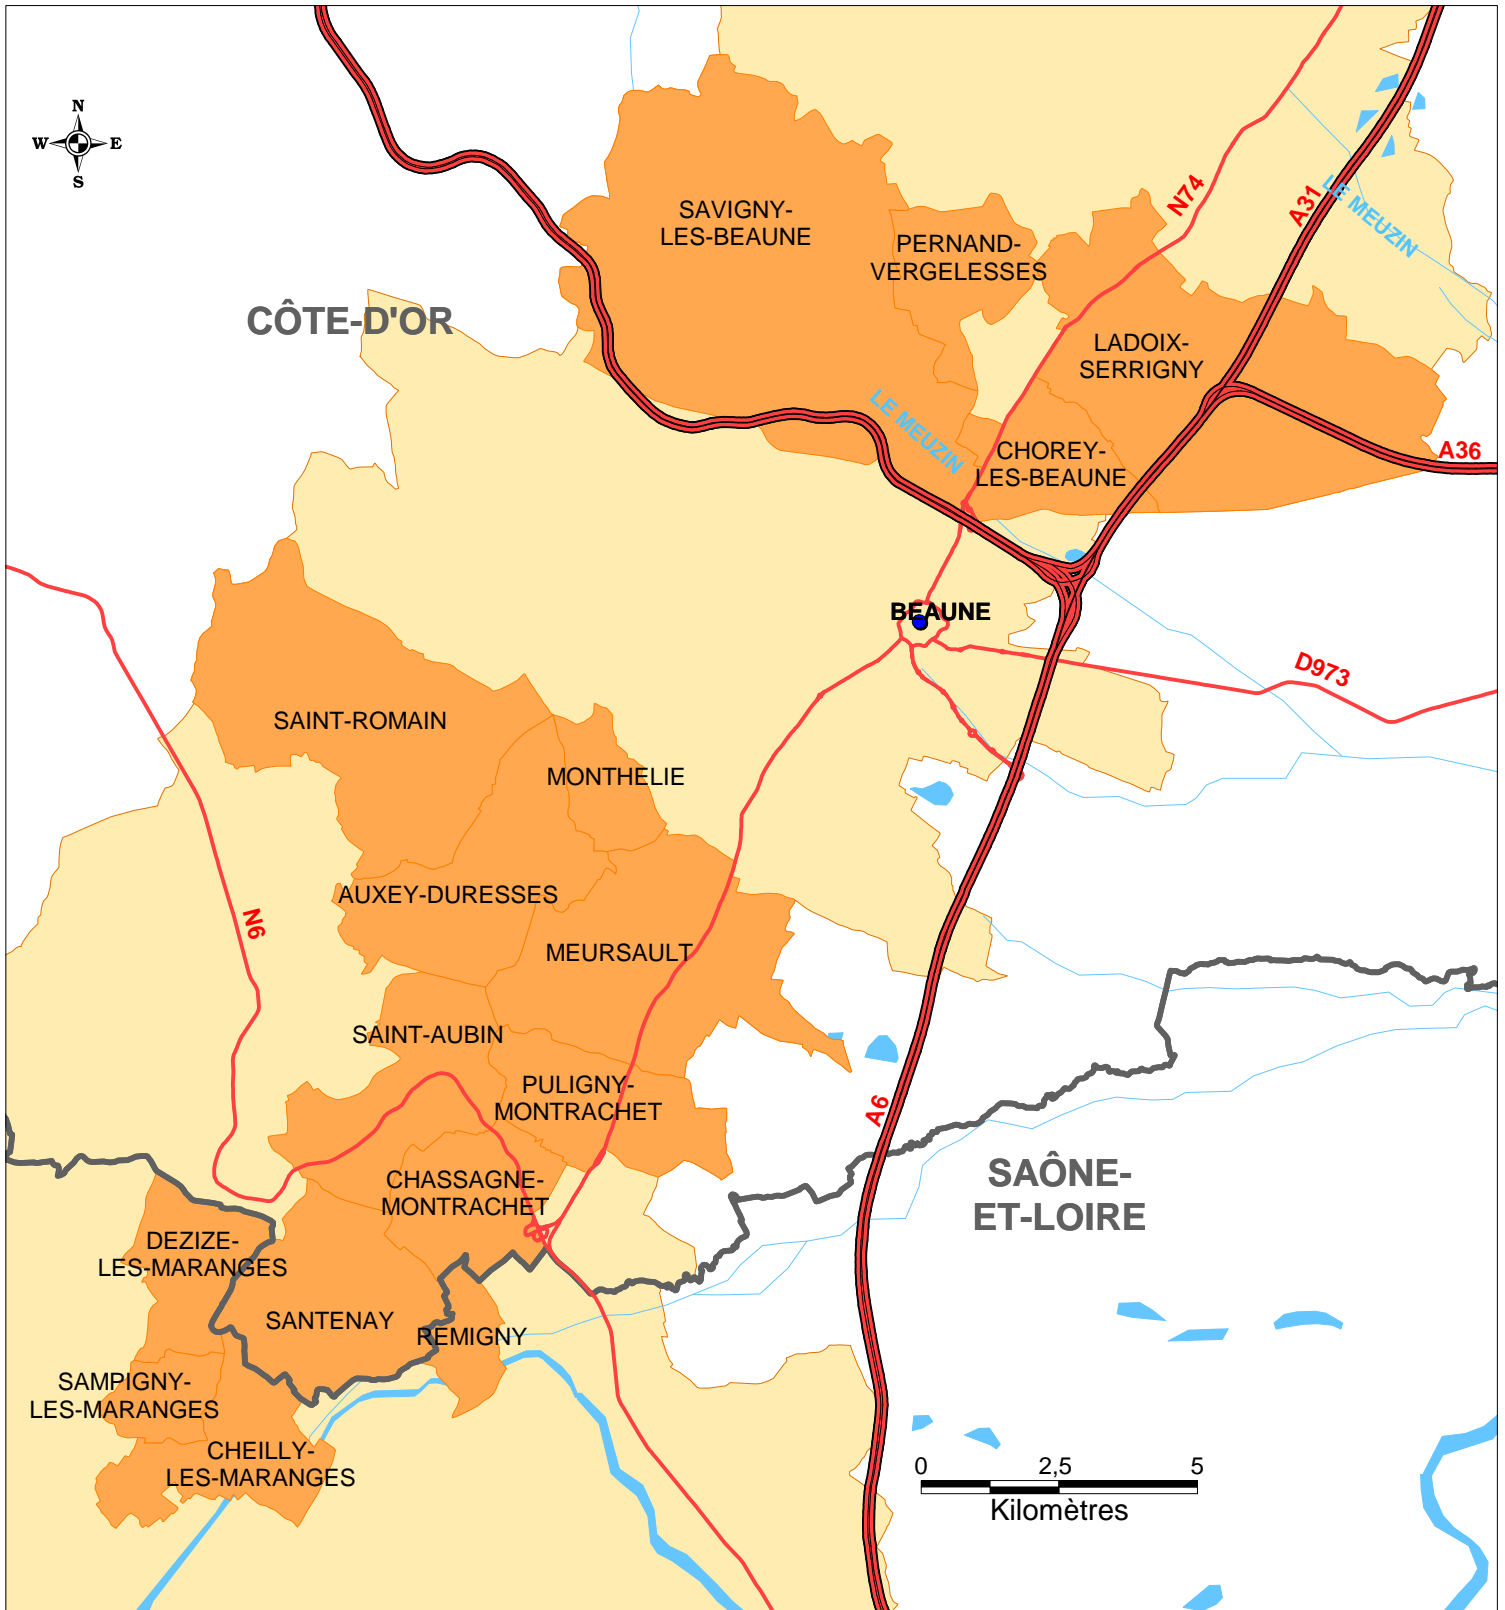 N
W
E
S
SAVIGNY-
LES-BEAUNE
PERNAND-
VERGELESSES
N74
A31
LE MEUZIN
CÔTE-D'OR
LADOIX-
SERRIGNY
LE MEUZIN
CHOREY-
LES-BEAUNE
A36
BEAUNE
D973
SAINT-ROMAIN
MONTHELIE
AUXEY-DURESSES
N6
MEURSAULT
SAINT-AUBIN
PULIGNY-
MONTRACHET
A6
CHASSAGNE-
MONTRACHET
SAÔNE-
ET-LOIRE
DEZIZE-
LES-MARANGES
SANTENAY
REMIGNY
SAMPIGNY-
LES-MARANGES
CHEILLY-
LES-MARANGES
0 2,5 5
Kilomètres